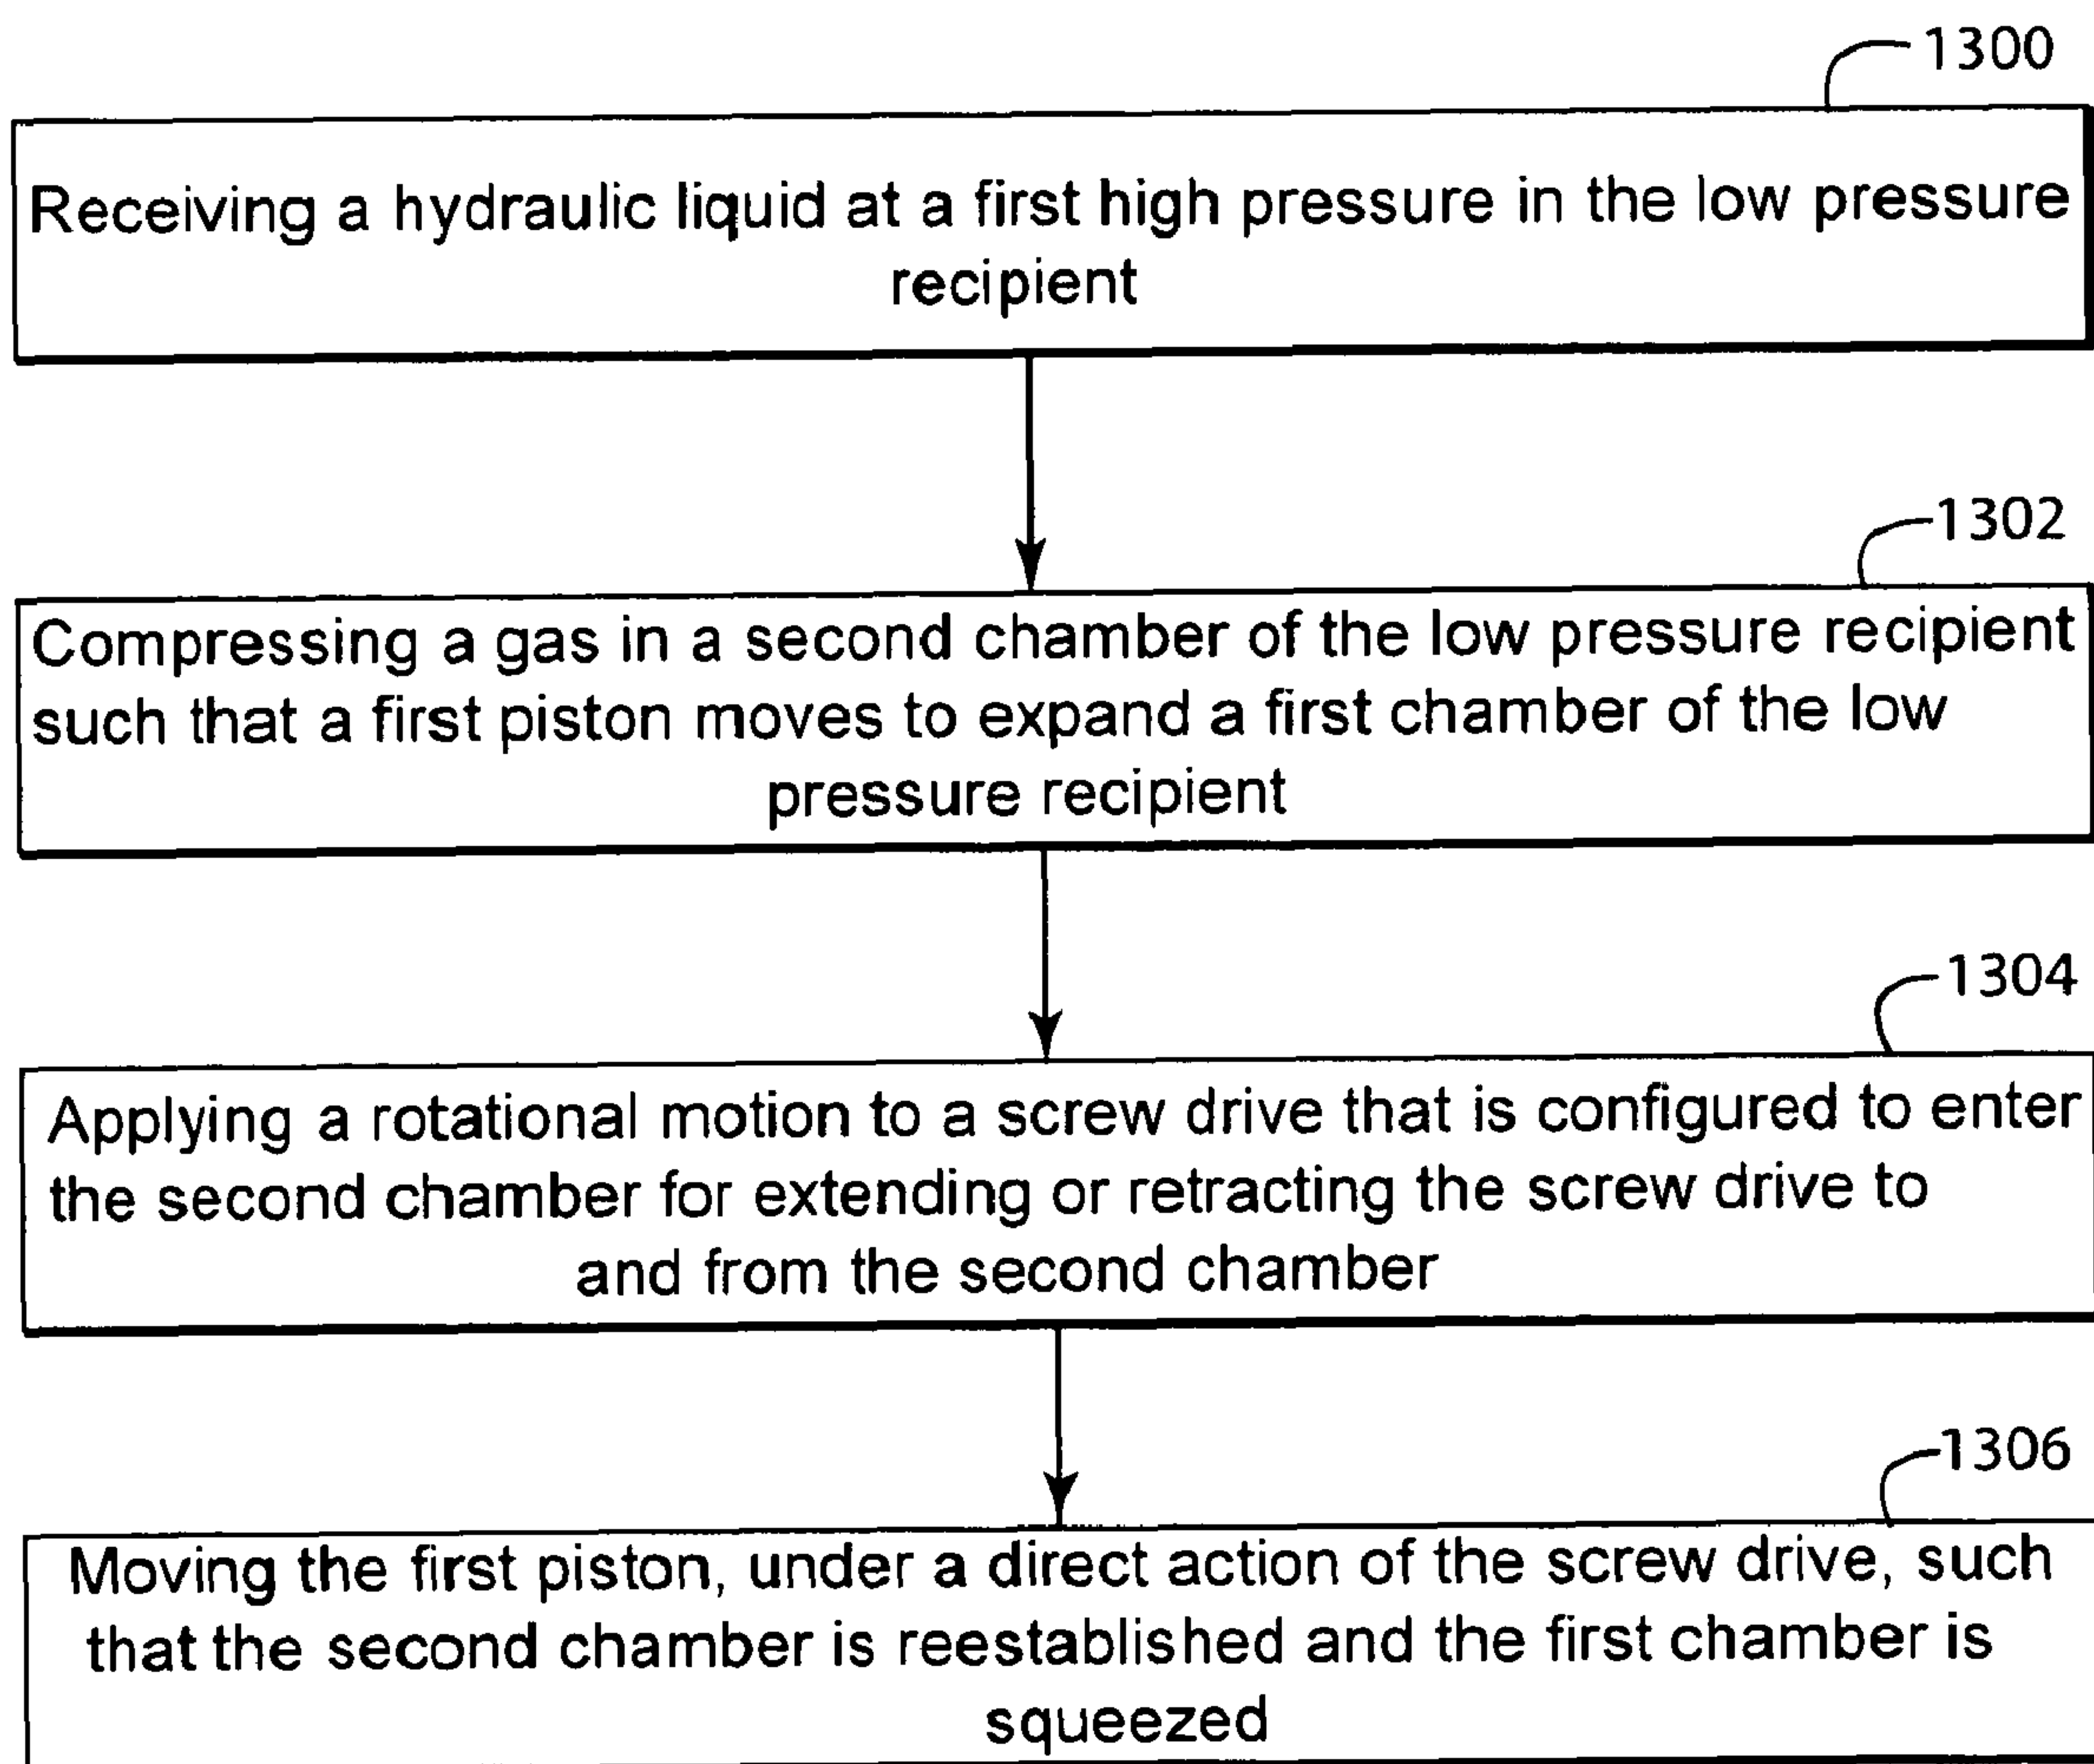 1300
Receiving a hydraulic liquid at a first high pressure in the low pressure
recipient
1302
Compressing a gas in a second chamber of the low pressure recipient
such that a first piston moves to expand a first chamber of the low
pressure recipient
1304
Applying a rotational motion to a screw drive that is configured to enter
the second chamber for extending or retracting the screw drive to
and from the second chamber
1306
Moving the first piston, under a direct action of the screw drive, such
that the second chamber is reestablished and the first chamber is
squeezed